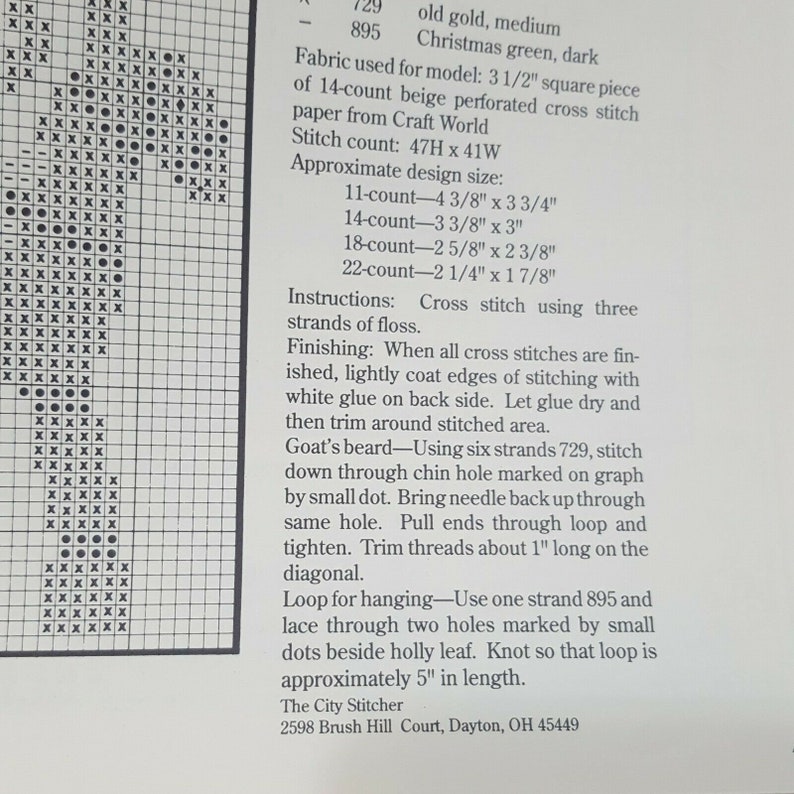 x 729 old gold, medium
– 895 Christmas green, dark
Fabric used for model: 3 1/2" square piece
of 14-count beige perforated cross stitch
paper from Craft World
Stitch count: 47H x 41W
Approximate design size:
11-count—4 3/8" x 3 3/4"
14-count—3 3/8" x 3"
18-count—2 5/8" x 2 3/8"
22-count—2 1/4" x 1 7/8"
Instructions: Cross stitch using three
strands of floss.
Finishing: When all cross stitches are fin-
ished, lightly coat edges of stitching with
white glue on back side. Let glue dry and
then trim around stitched area.
Goat's beard—Using six strands 729, stitch
down through chin hole marked on graph
by small dot. Bring needle back up through
same hole. Pull ends through loop and
tighten. Trim threads about 1" long on the
diagonal.
Loop for hanging—Use one strand 895 and
lace through two holes marked by small
dots beside holly leaf. Knot so that loop is
approximately 5" in length.
The City Stitcher
2598 Brush Hill Court, Dayton, OH 45449